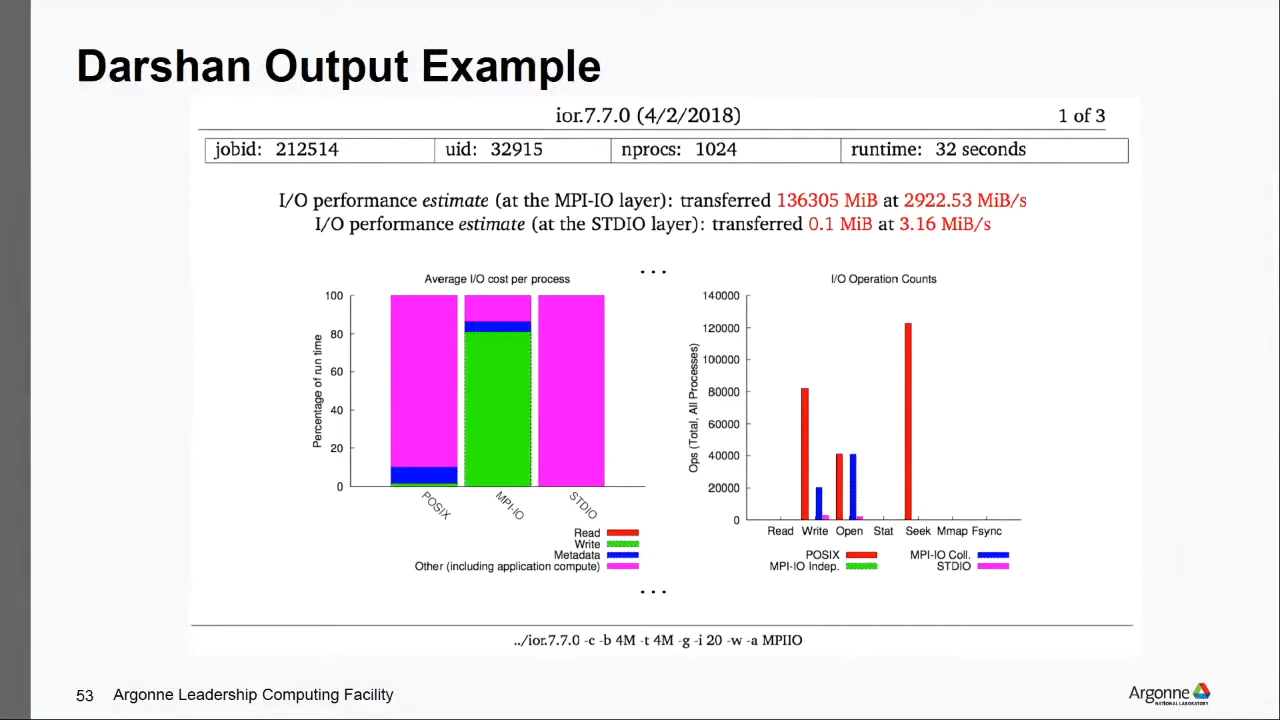 Darshan Output Example
ior.7.7.0 (4/2/2018)
1 of 3
jobid: 212514 uid: 32915 nprocs: 1024 runtime: 32 seconds
I/O performance estimate (at the MPI-IO layer): transferred 136305 MiB at 2922.53 MiB/s
I/O performance estimate (at the STDIO layer): transferred 0.1 MiB at 3.16 MiB/s
...
Average I/O cost per process
Percentage of run time
100
80
60
40
20
0
POSIX
MPI-IO
STDIO
Read
Write
Metadata
Other (including application compute)
I/O Operation Counts
Ops (Total, All Processes)
140000
120000
100000
80000
60000
40000
20000
0
Read Write Open Stat Seek Mmap Fsync
POSIX MPI-IO Coll.
MPI-IO Indep. STDIO
...
../ior.7.7.0 -c -b 4M -t 4M -g -i 20 -w -a MPIIO
53 Argonne Leadership Computing Facility
Argonne
NATIONAL LABORATORY